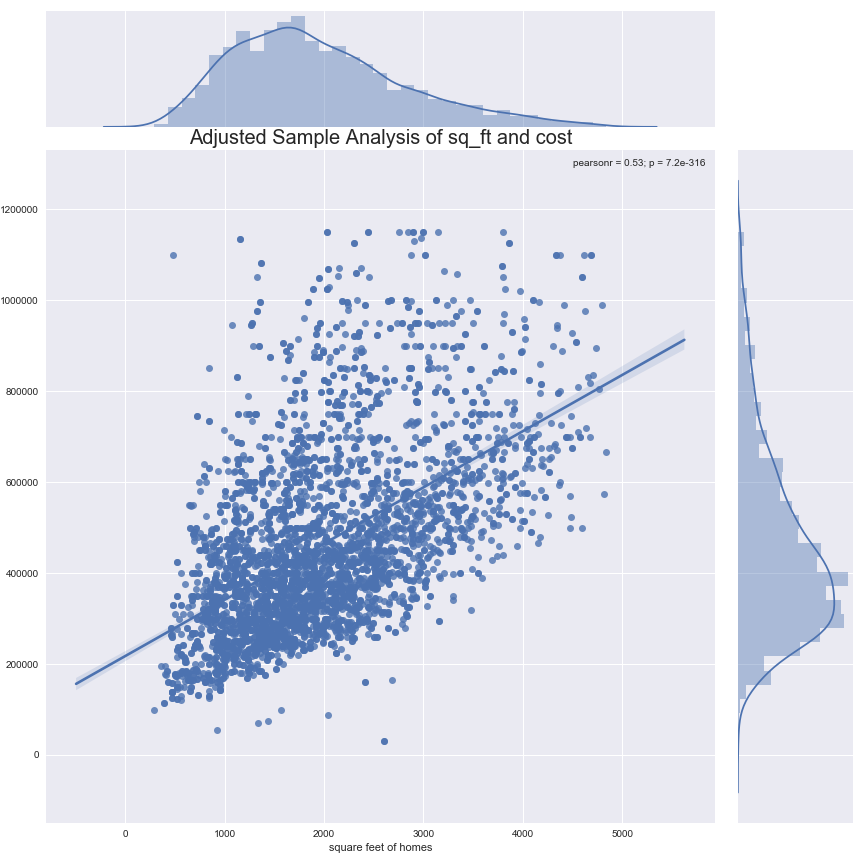 Adjusted Sample Analysis of sq_ft and cost
pearsonr = 0.53; p = 7.2e-316
1200000
1000000
800000
600000
400000
200000
0
0 1000 2000 3000 4000 5000
square feet of homes